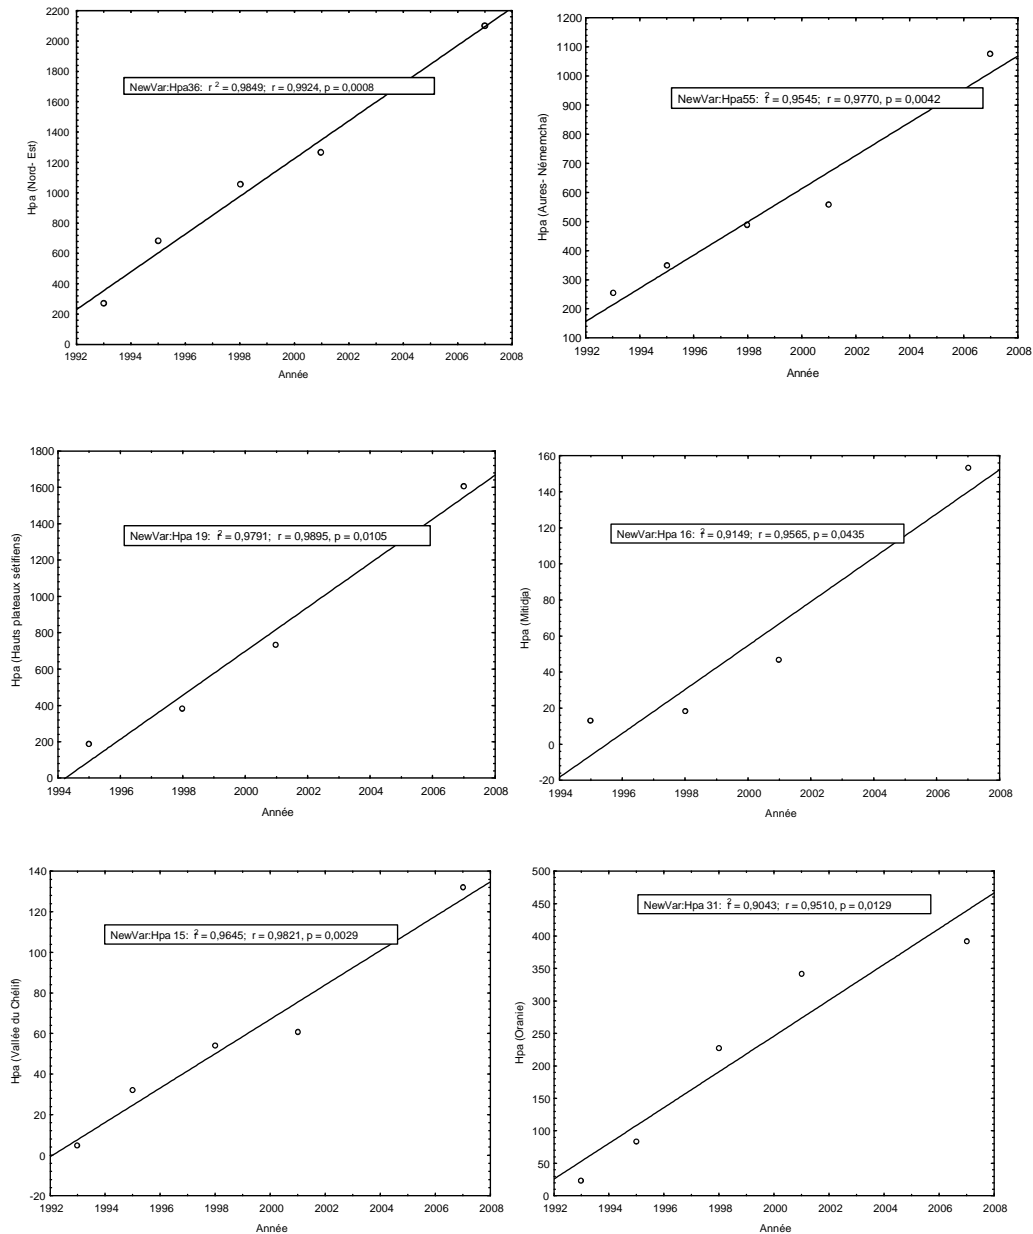 2200
2000
1800
1600
1400
1200
1000
800
600
400
200
0
Hpa (Nord- Est)
NewVar:Hpa36: r² = 0,9849; r = 0,9924, p = 0,0008
1992 1994 1996 1998 2000 2002 2004 2006 2008
Année
1200
1100
1000
900
800
700
600
500
400
300
200
100
Hpa (Aures- Némemcha)
NewVar:Hpa55: r² = 0,9545; r = 0,9770, p = 0,0042
1992 1994 1996 1998 2000 2002 2004 2006 2008
Année
1800
1600
1400
1200
1000
800
600
400
200
0
Hpa (Hauts plateaux sétifiens)
NewVar:Hpa 19: r² = 0,9791; r = 0,9895, p = 0,0105
1994 1996 1998 2000 2002 2004 2006 2008
Année
160
140
120
100
80
60
40
20
0
-20
Hpa (Mitidja)
NewVar:Hpa 16: r² = 0,9149; r = 0,9565, p = 0,0435
1994 1996 1998 2000 2002 2004 2006 2008
Année
140
120
100
80
60
40
20
0
-20
Hpa (Vallée du Chélif)
NewVar:Hpa 15: r² = 0,9645; r = 0,9821, p = 0,0029
1992 1994 1996 1998 2000 2002 2004 2006 2008
Année
500
450
400
350
300
250
200
150
100
50
0
Hpa (Oranie)
NewVar:Hpa 31: r² = 0,9043; r = 0,9510, p = 0,0129
1992 1994 1996 1998 2000 2002 2004 2006 2008
Année